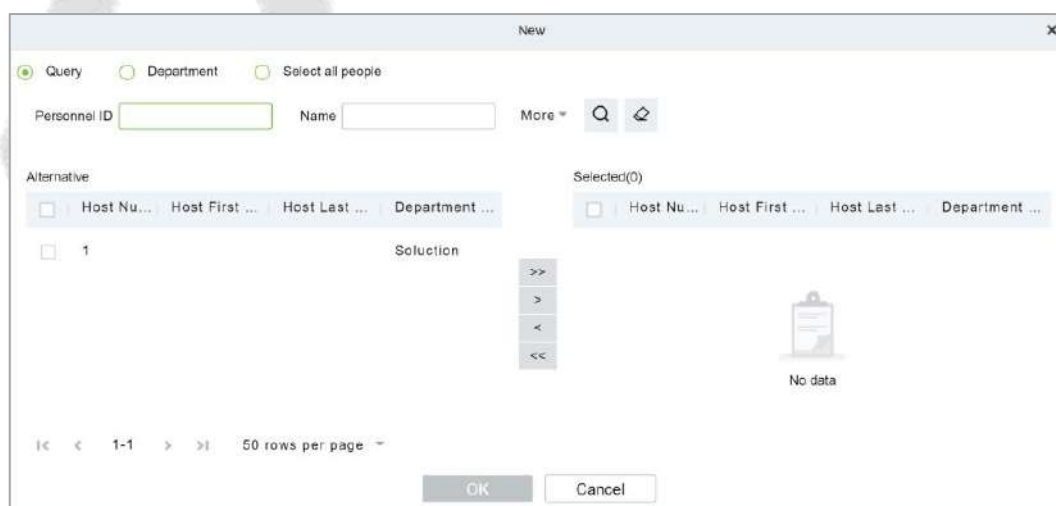 New ×
Query Department Select all people
Personnel ID Name More
Alternative Selected(0)
Host Nu... Host First ... Host Last ... Department ... Host Nu... Host First ... Host Last ... Department ...
1 Soluction
>>
>
<
<<
No data
|< < 1-1 > >| 50 rows per page
OK Cancel